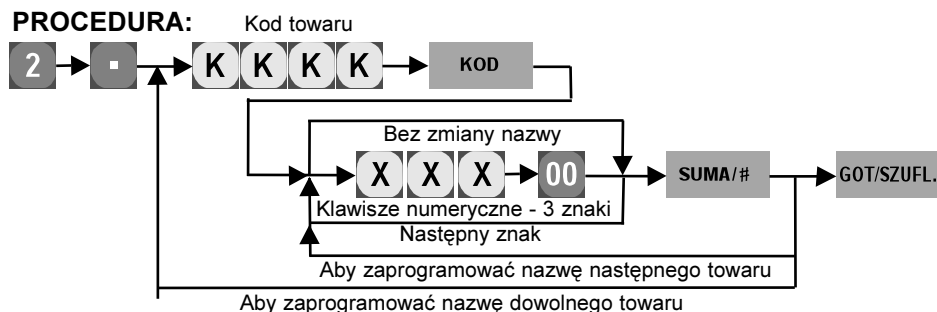 PROCEDURA: Kod towaru
2 . K K K K KOD
Bez zmiany nazwy
X X X 00 SUMA/# GOT/SZUFL.
Klawisze numeryczne - 3 znaki
Następny znak
Aby zaprogramować nazwę następnego towaru
Aby zaprogramować nazwę dowolnego towaru